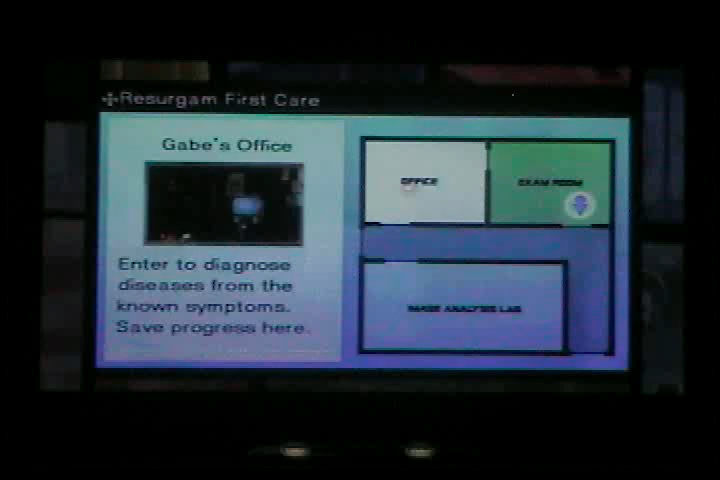 Resurgam First Care
Gabe's Office
Enter to diagnose
diseases from the
known symptoms.
Save progress here.
OFFICE
EXAM ROOM
IMAGE ANALYSIS LAB